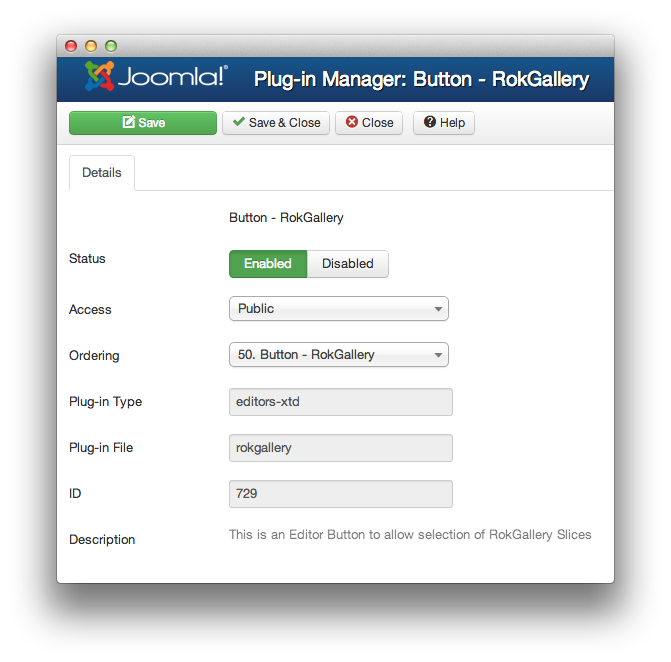 Joomla!® Plug-in Manager: Button - RokGallery
Save Save & Close Close Help
Details
Button - RokGallery
Status Enabled Disabled
Access Public
Ordering 50. Button - RokGallery
Plug-in Type editors-xtd
Plug-in File rokgallery
ID 729
Description This is an Editor Button to allow selection of RokGallery Slices